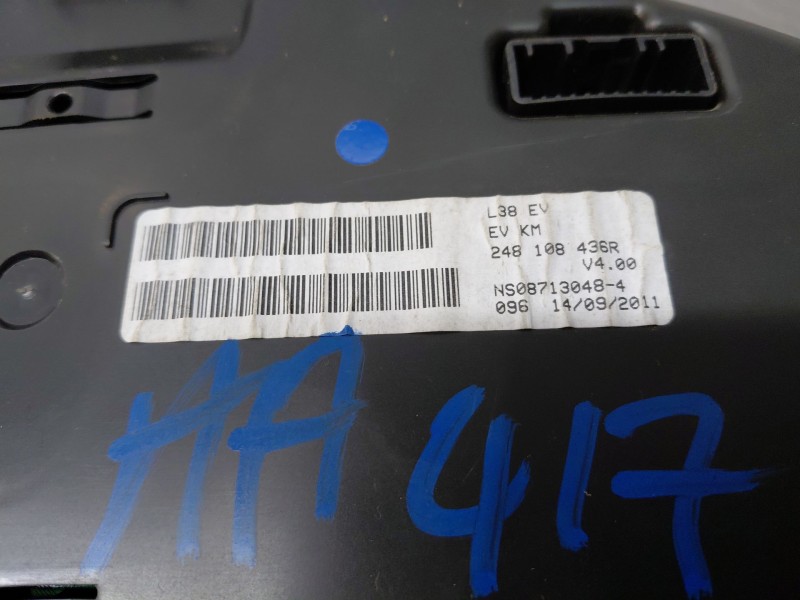 L38 EV
EV KM
248 108 436R
V4.00
NS08713048-4
096 14/09/2011
AA 417